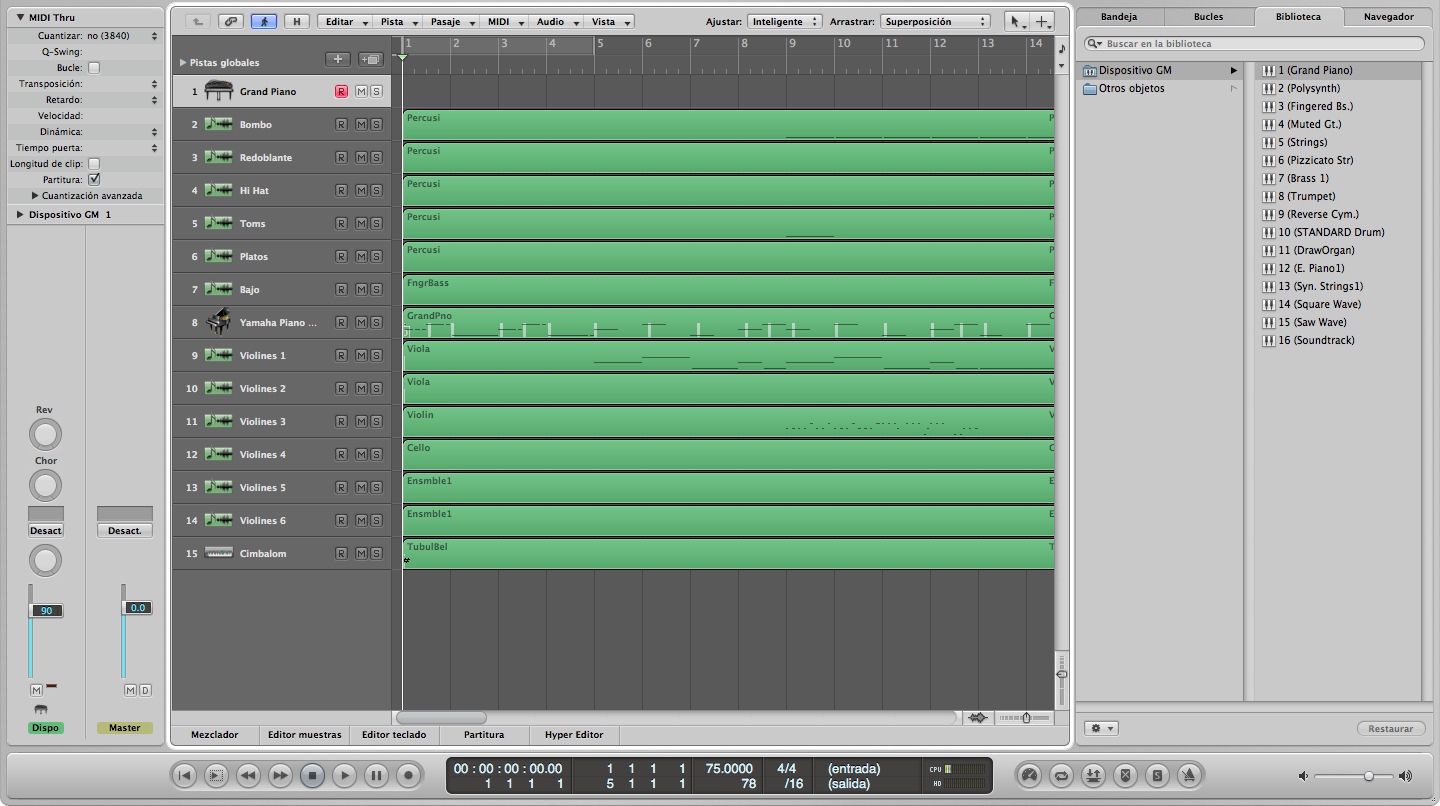 MIDI Thru
Cuantizar: no (3840)
Q-Swing:
Bucle:
Transposición:
Retardo:
Velocidad:
Dinámica:
Tiempo puerta:
Longitud de clip:
Partitura:
Cuantización avanzada
Dispositivo GM 1
Rev
Chor
Desact
Desact.
90
0.0
M
M D
Dispo
Master
H
Editar
Pista
Pasaje
MIDI
Audio
Vista
Ajustar: Inteligente
Arrastrar: Superposición
Pistas globales
1 2 3 4 5 6 7 8 9 10 11 12 13 14
1 Grand Piano R M S
2 Bombo R M S Percusi P
3 Redoblante R M S Percusi P
4 Hi Hat R M S Percusi P
5 Toms R M S Percusi P
6 Platos R M S Percusi P
7 Bajo R M S FngrBass F
8 Yamaha Piano ... R M S GrandPno
9 Violines 1 R M S Viola V
10 Violines 2 R M S Viola V
11 Violines 3 R M S Violin V
12 Violines 4 R M S Cello C
13 Violines 5 R M S Ensmble1 E
14 Violines 6 R M S Ensmble1 E
15 Cimbalom R M S TubulBel T
Mezclador
Editor muestras
Editor teclado
Partitura
Hyper Editor
Bandeja
Bucles
Biblioteca
Navegador
Buscar en la biblioteca
Dispositivo GM
Otros objetos
1 (Grand Piano)
2 (Polysynth)
3 (Fingered Bs.)
4 (Muted Gt.)
5 (Strings)
6 (Pizzicato Str)
7 (Brass 1)
8 (Trumpet)
9 (Reverse Cym.)
10 (STANDARD Drum)
11 (DrawOrgan)
12 (E. Piano1)
13 (Syn. Strings1)
14 (Square Wave)
15 (Saw Wave)
16 (Soundtrack)
Restaurar
00 : 00 : 00 : 00.00 1 1 1 1 75.0000 4/4 (entrada) CPU
1 1 1 1 5 1 1 1 78 /16 (salida) HD
S